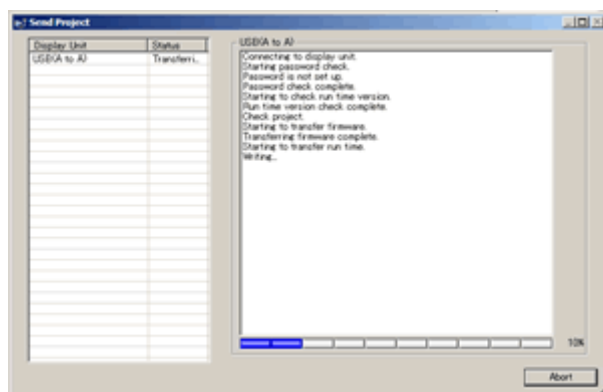 Send Project
Display Unit Status
USB(A to A) Transferri..
USB(A to A)
Connecting to display unit.
Starting password check.
Password is not set up.
Password check complete.
Starting to check run time version.
Run time version check complete.
Check project.
Starting to transfer firmware.
Transferring firmware complete.
Starting to transfer run time.
Writing...
10%
Abort